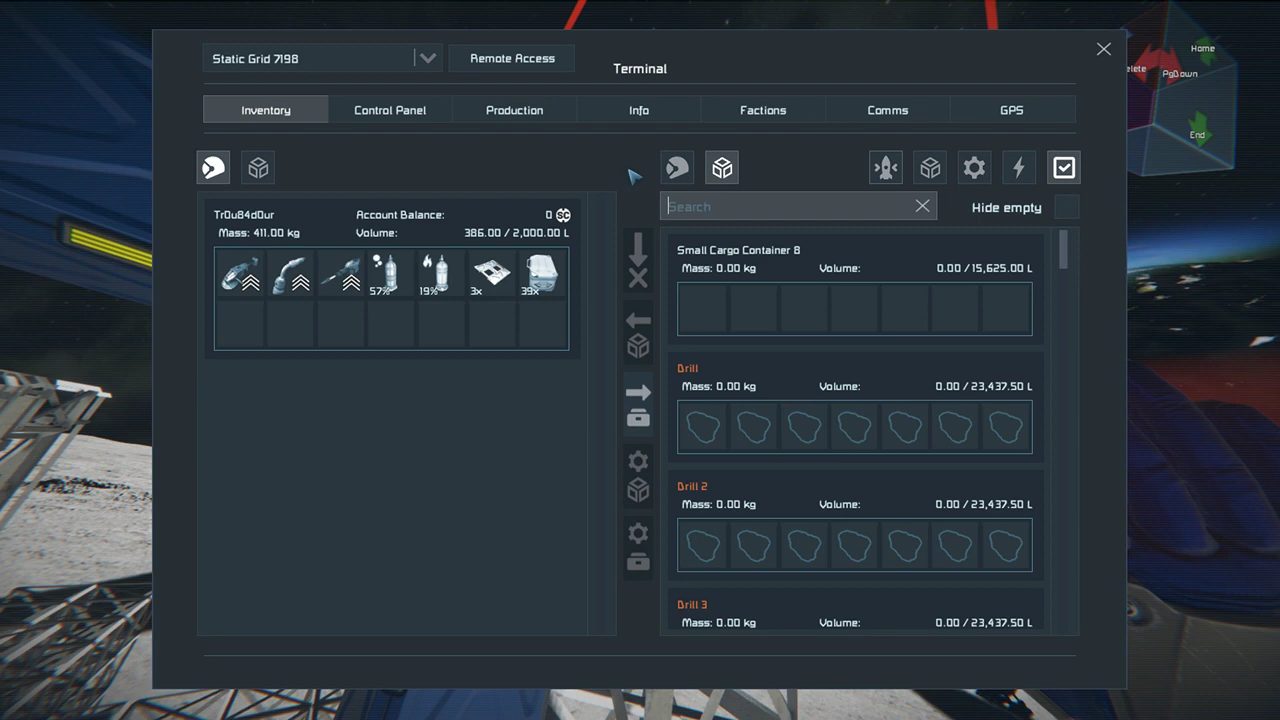 Static Grid 7198
Remote Access
Terminal
Home
elete
PgDown
End
Inventory
Control Panel
Production
Info
Factions
Comms
GPS
Search
Hide empty
Tr0u84d0ur
Account Balance:
0 SC
Mass: 411.00 kg
Volume:
386.00 / 2,000.00 L
57%
19%
3x
39x
Small Cargo Container 8
Mass: 0.00 kg
Volume:
0.00 / 15,625.00 L
Drill
Mass: 0.00 kg
Volume:
0.00 / 23,437.50 L
Drill 2
Mass: 0.00 kg
Volume:
0.00 / 23,437.50 L
Drill 3
Mass: 0.00 kg
Volume:
0.00 / 23,437.50 L